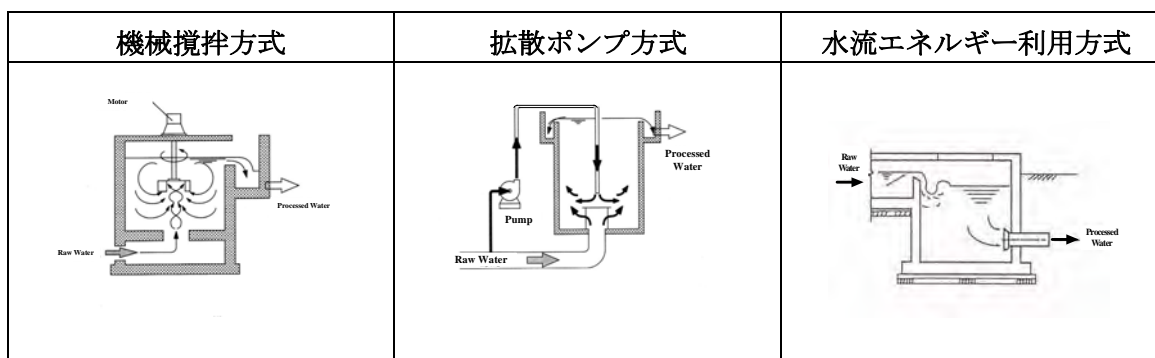 機械撹拌方式
拡散ポンプ方式
水流エネルギー利用方式
Motor
Processed Water
Raw Water
Processed
Water
Pump
Raw Water
Raw
Water
Processed
Water